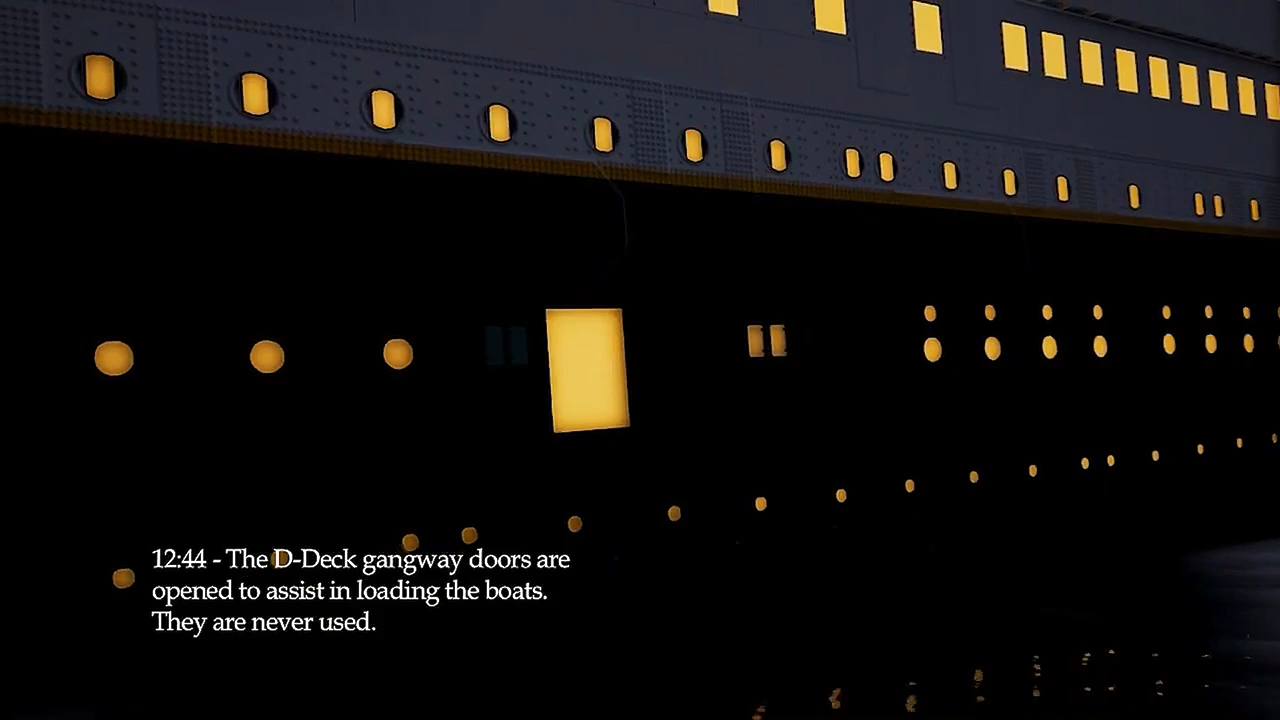 12:44 - The D-Deck gangway doors are
opened to assist in loading the boats.
They are never used.